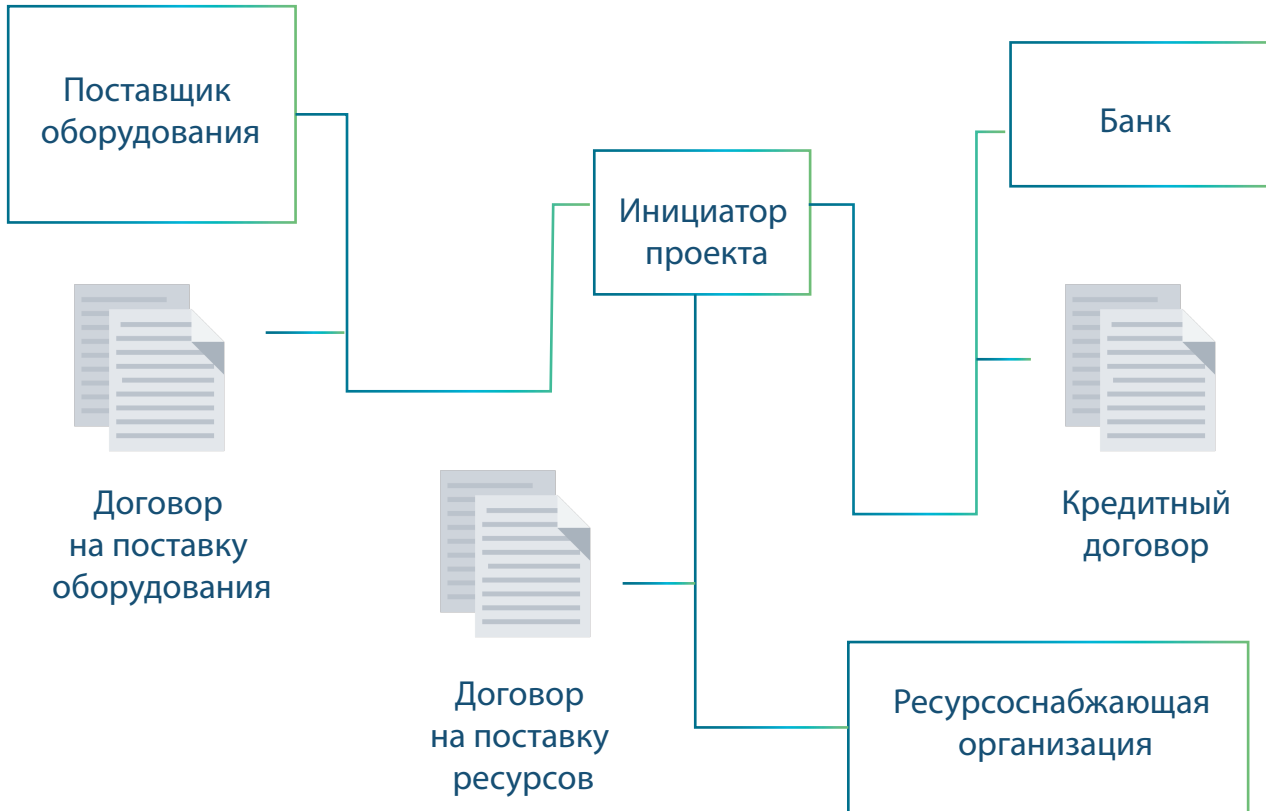 Поставщик
оборудования
Банк
Инициатор
проекта
Договор
на поставку
оборудования
Кредитный
договор
Договор
на поставку
ресурсов
Ресурсоснабжающая
организация